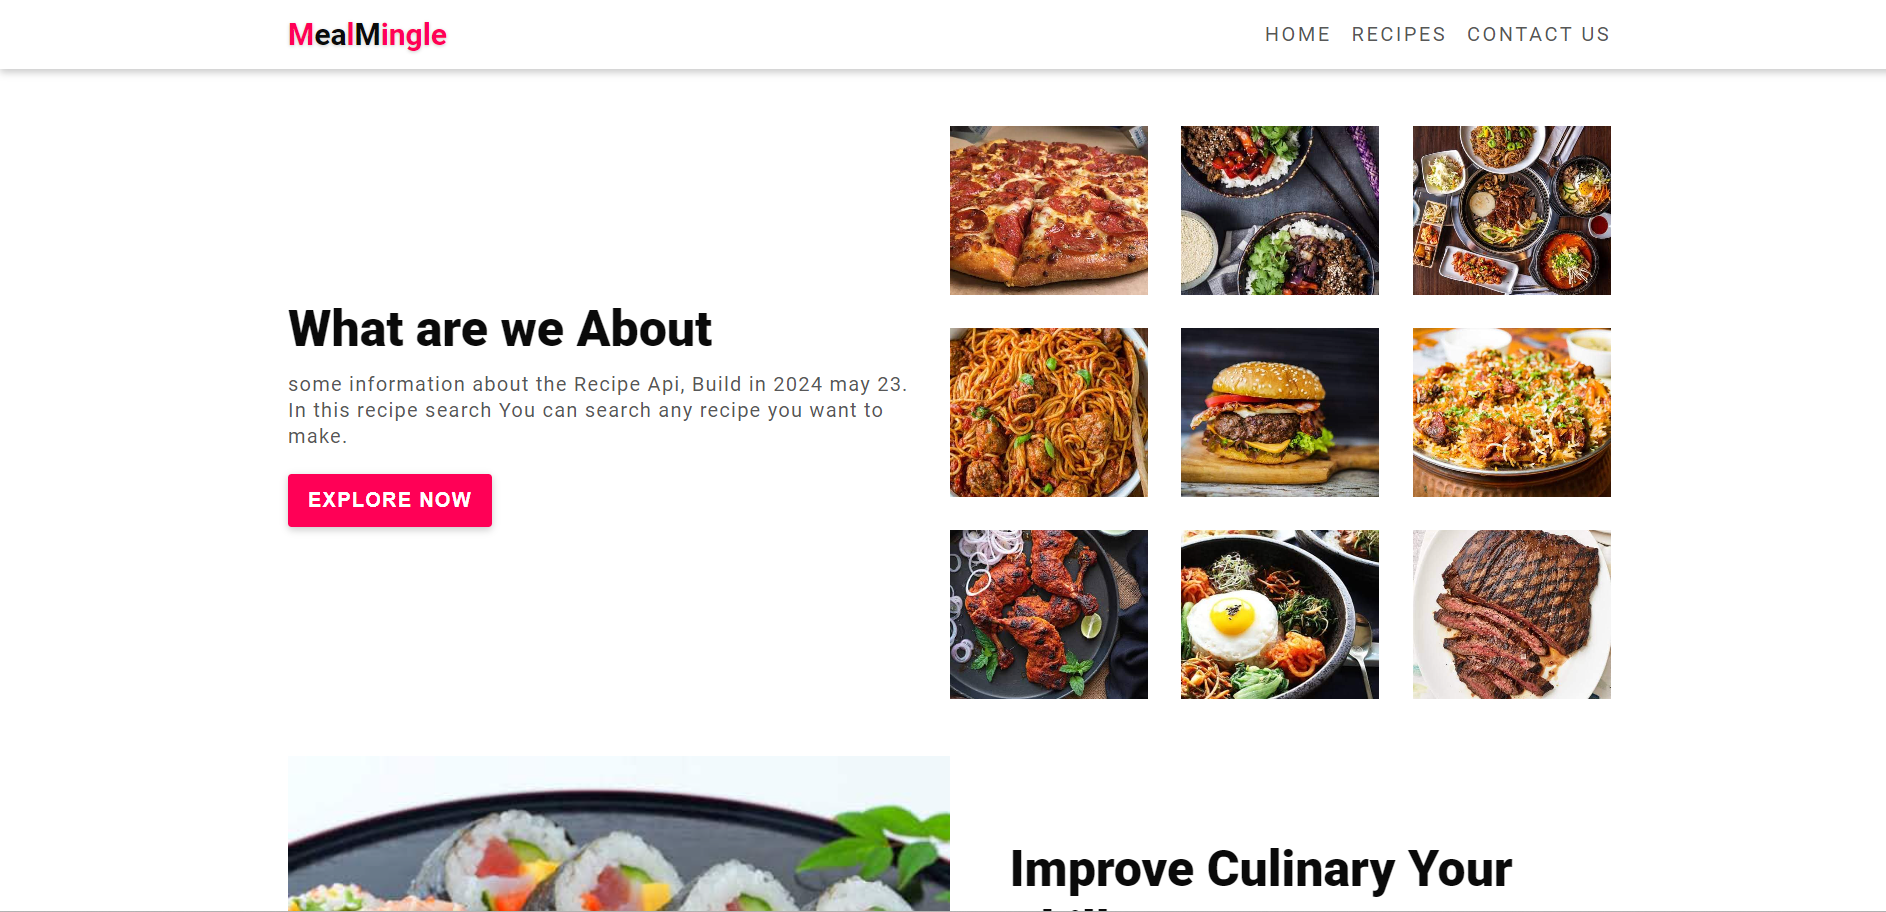 MealMingle
HOME RECIPES CONTACT US
What are we About
some information about the Recipe Api, Build in 2024 may 23.
In this recipe search You can search any recipe you want to
make.
EXPLORE NOW
Improve Culinary Your